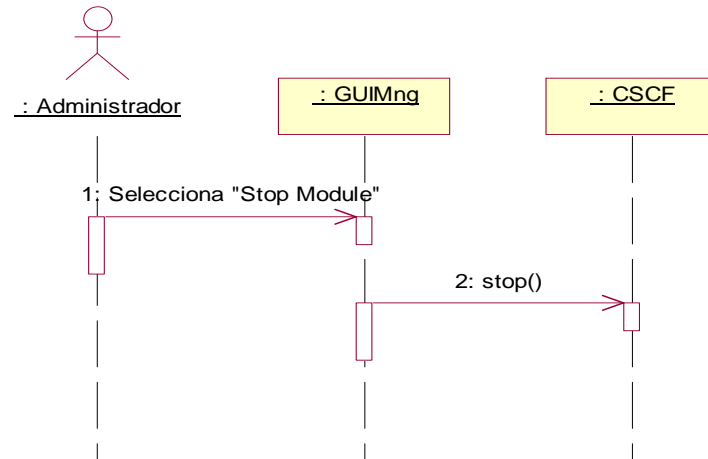 : Administrador
: GUIMng
: CSCF
1: Selecciona "Stop Module"
2: stop()